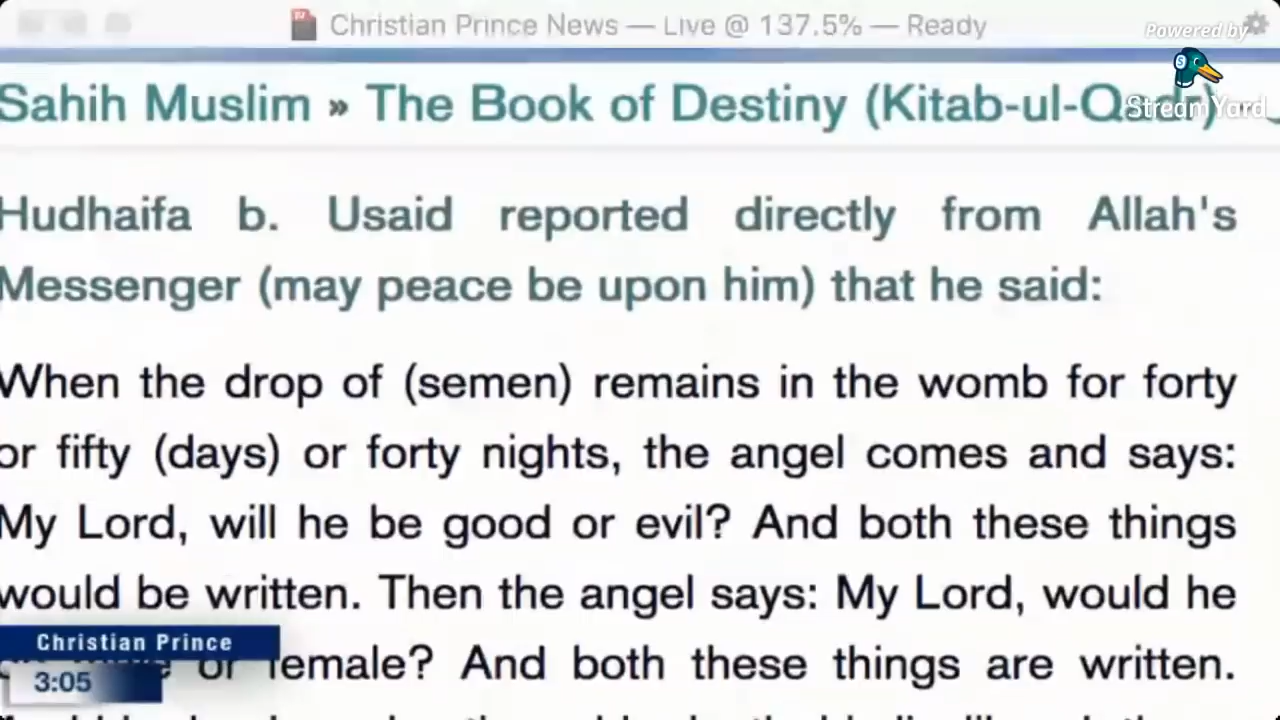 Christian Prince News — Live @ 137.5% — Ready
Powered by
StreamYard
Sahih Muslim » The Book of Destiny (Kitab-ul-Qadr)
Hudhaifa b. Usaid reported directly from Allah's
Messenger (may peace be upon him) that he said:
When the drop of (semen) remains in the womb for forty
or fifty (days) or forty nights, the angel comes and says:
My Lord, will he be good or evil? And both these things
would be written. Then the angel says: My Lord, would he
or female? And both these things are written.
Christian Prince
3:05